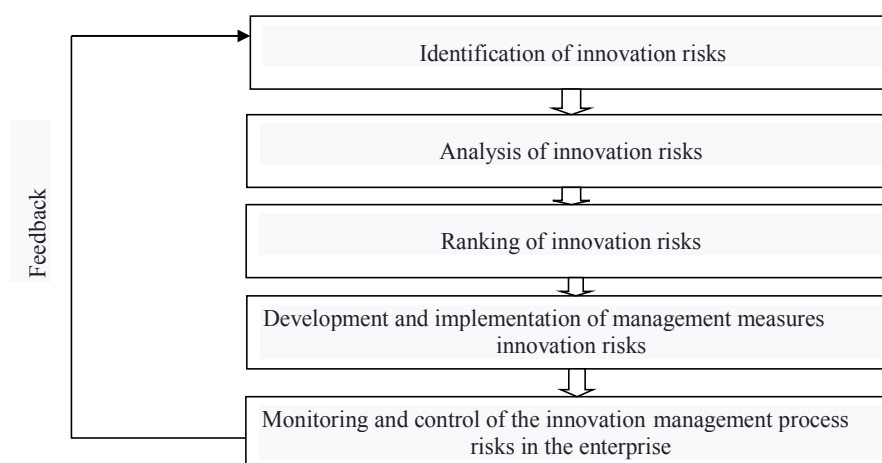 Identification of innovation risks
Analysis of innovation risks
Feedback
Ranking of innovation risks
Development and implementation of management measures
innovation risks
Monitoring and control of the innovation management process
risks in the enterprise